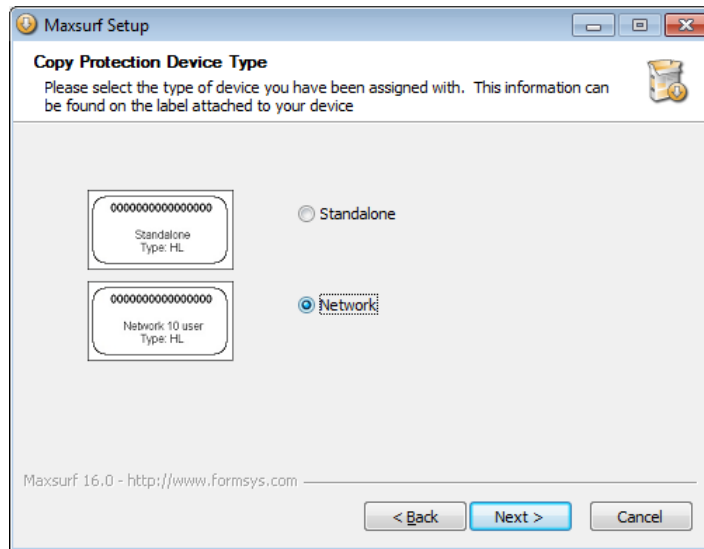 Maxsurf Setup
Copy Protection Device Type
Please select the type of device you have been assigned with.  This information can
be found on the label attached to your device
0000000000000000
Standalone
Type: HL
Standalone
0000000000000000
Network 10 user
Type: HL
Network
Maxsurf 16.0 - http://www.formsys.com
< Back
Next >
Cancel